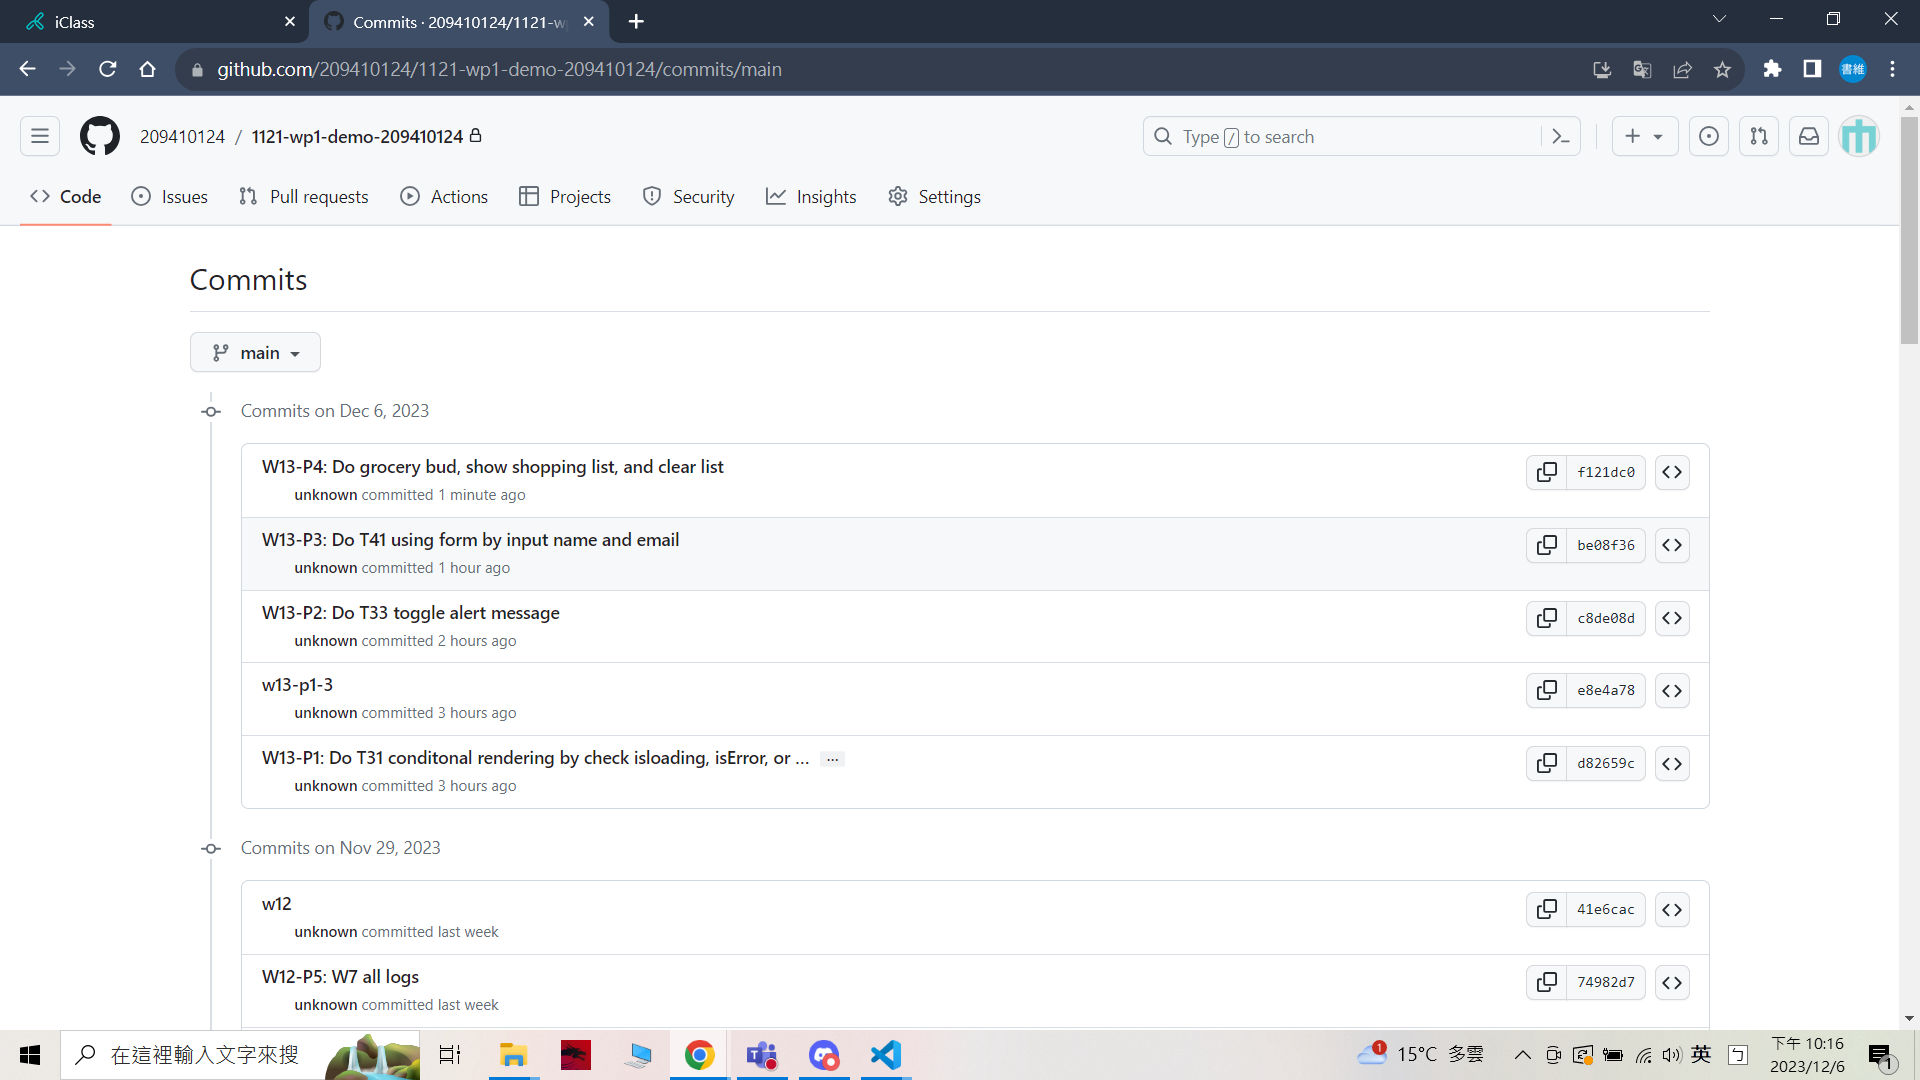 iClass
Commits · 209410124/1121-w
github.com/209410124/1121-wp1-demo-209410124/commits/main
書維
209410124 / 1121-wp1-demo-209410124
Type / to search
Code Issues Pull requests Actions Projects Security Insights Settings
Commits
main
Commits on Dec 6, 2023
W13-P4: Do grocery bud, show shopping list, and clear list
unknown committed 1 minute ago
f121dc0
W13-P3: Do T41 using form by input name and email
unknown committed 1 hour ago
be08f36
W13-P2: Do T33 toggle alert message
unknown committed 2 hours ago
c8de08d
w13-p1-3
unknown committed 3 hours ago
e8e4a78
W13-P1: Do T31 conditonal rendering by check isloading, isError, or ... …
unknown committed 3 hours ago
d82659c
Commits on Nov 29, 2023
w12
unknown committed last week
41e6cac
W12-P5: W7 all logs
unknown committed last week
74982d7
在這裡輸入文字來搜
1
15°C 多雲
英
ㄅ
下午 10:16
2023/12/6
1